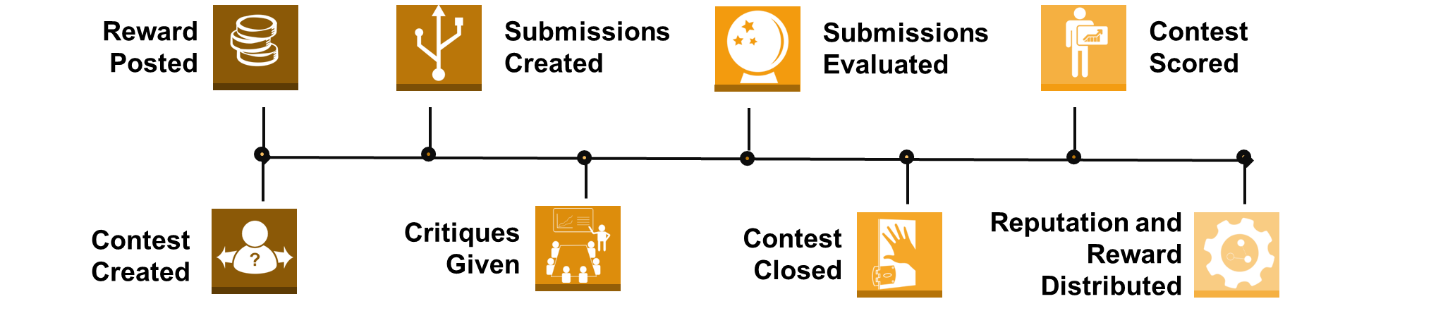 Reward
Posted
Submissions
Created
Submissions
Evaluated
Contest
Scored
Contest
Created
?
Critiques
Given
Contest
Closed
Reputation and
Reward
Distributed